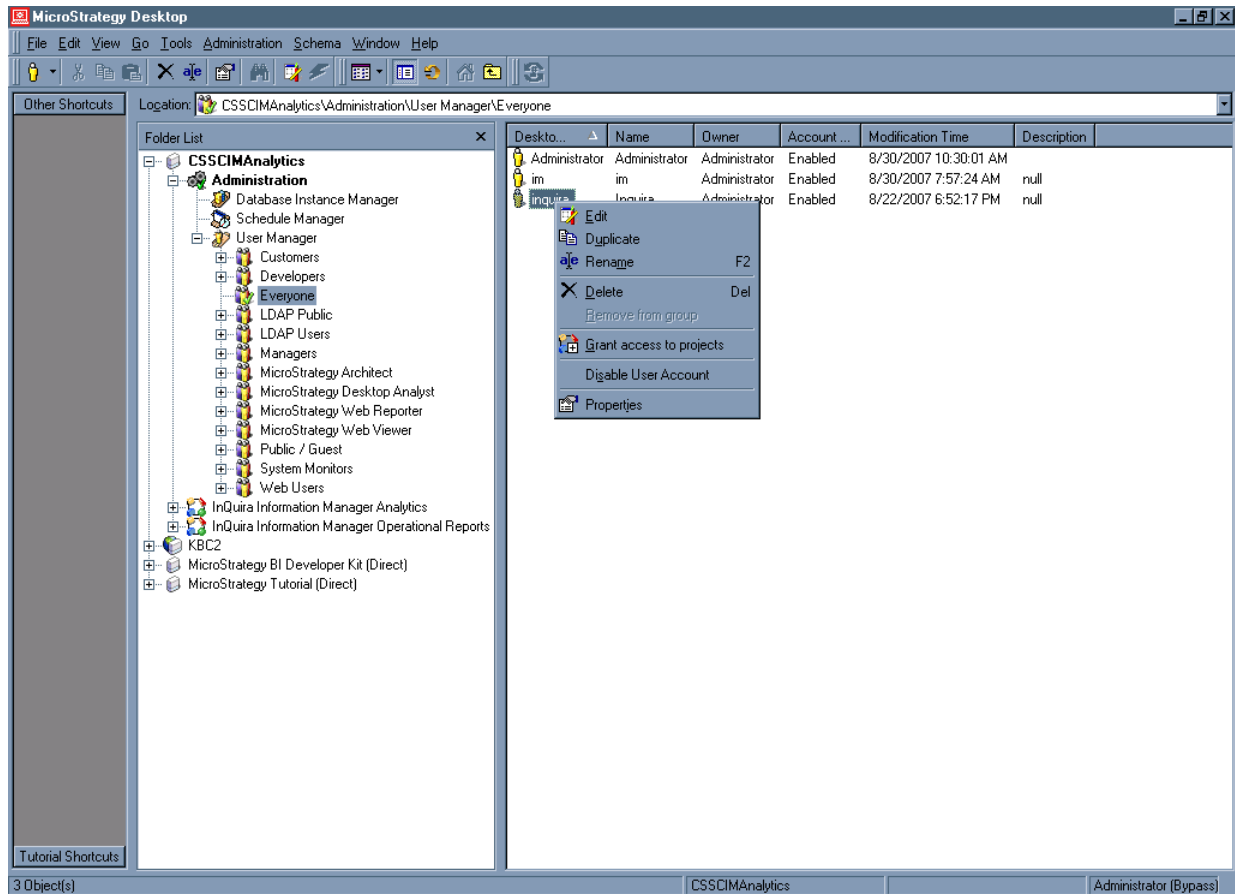 MicroStrategy Desktop
File Edit View Go Tools Administration Schema Window Help
Other Shortcuts
Location: CSSCIMAnalytics\Administration\User Manager\Everyone
Folder List
CSSCIMAnalytics
Administration
Database Instance Manager
Schedule Manager
User Manager
Customers
Developers
Everyone
LDAP Public
LDAP Users
Managers
MicroStrategy Architect
MicroStrategy Desktop Analyst
MicroStrategy Web Reporter
MicroStrategy Web Viewer
Public / Guest
System Monitors
Web Users
InQuira Information Manager Analytics
InQuira Information Manager Operational Reports
KBC2
MicroStrategy BI Developer Kit (Direct)
MicroStrategy Tutorial (Direct)
Deskto... Name Owner Account ... Modification Time Description
Administrator Administrator Administrator Enabled 8/30/2007 10:30:01 AM
im im Administrator Enabled 8/30/2007 7:57:24 AM null
inquira Inquira Administrator Enabled 8/22/2007 6:52:17 PM null
Edit
Duplicate
Rename F2
Delete Del
Remove from group
Grant access to projects
Disable User Account
Properties
Tutorial Shortcuts
3 Object(s) CSSCIMAnalytics Administrator (Bypass)